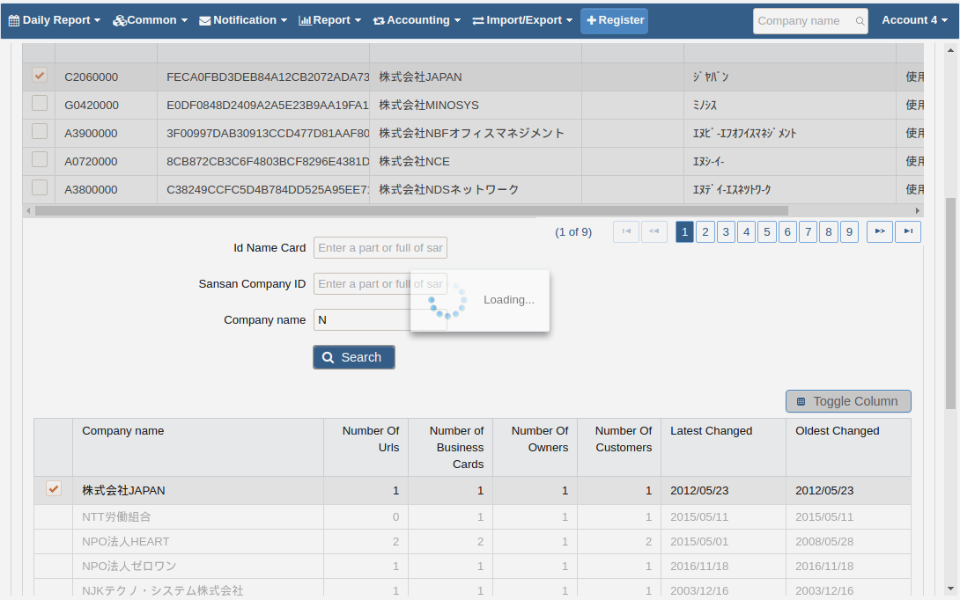 Daily Report Common Notification Report Accounting Import/Export Register Company name Account 4
C2060000 FECA0FBD3DEB84A12CB2072ADA73 株式会社JAPAN ｼﾞﾔﾊﾟﾝ 使用
G0420000 E0DF0848D2409A2A5E23B9AA19FA1 株式会社MINOSYS ﾐﾉｼｽ 使用
A3900000 3F00997DAB30913CCD477D81AAF80 株式会社NBFオフィスマネジメント ｴﾇﾋﾞ-ｴﾌｵﾌｲｽﾏﾈｼﾞﾒﾝﾄ 使用
A0720000 8CB872CB3C6F4803BCF8296E4381D 株式会社NCE ｴﾇｼ-ｲ- 使用
A3800000 C38249CCFC5D4B784DD525A95EE7 株式会社NDSネットワーク ｴﾇﾃﾞｲ-ｴｽﾈﾂﾄﾜ-ｸ 使用
(1 of 9) 1 2 3 4 5 6 7 8 9
Id Name Card Enter a part or full of sar
Sansan Company ID Enter a part or full of sar
Loading...
Company name N
Search
Toggle Column
Company name Number Of Urls Number of Business Cards Number Of Owners Number Of Customers Latest Changed Oldest Changed
株式会社JAPAN 1 1 1 1 2012/05/23 2012/05/23
NTT労働組合 0 1 1 1 2015/05/11 2015/05/11
NPO法人HEART 2 2 1 2 2015/05/01 2008/05/28
NPO法人ゼロワン 1 1 1 1 2016/11/18 2016/11/18
NJKテクノ・システム株式会社 1 1 1 1 2003/12/16 2003/12/16